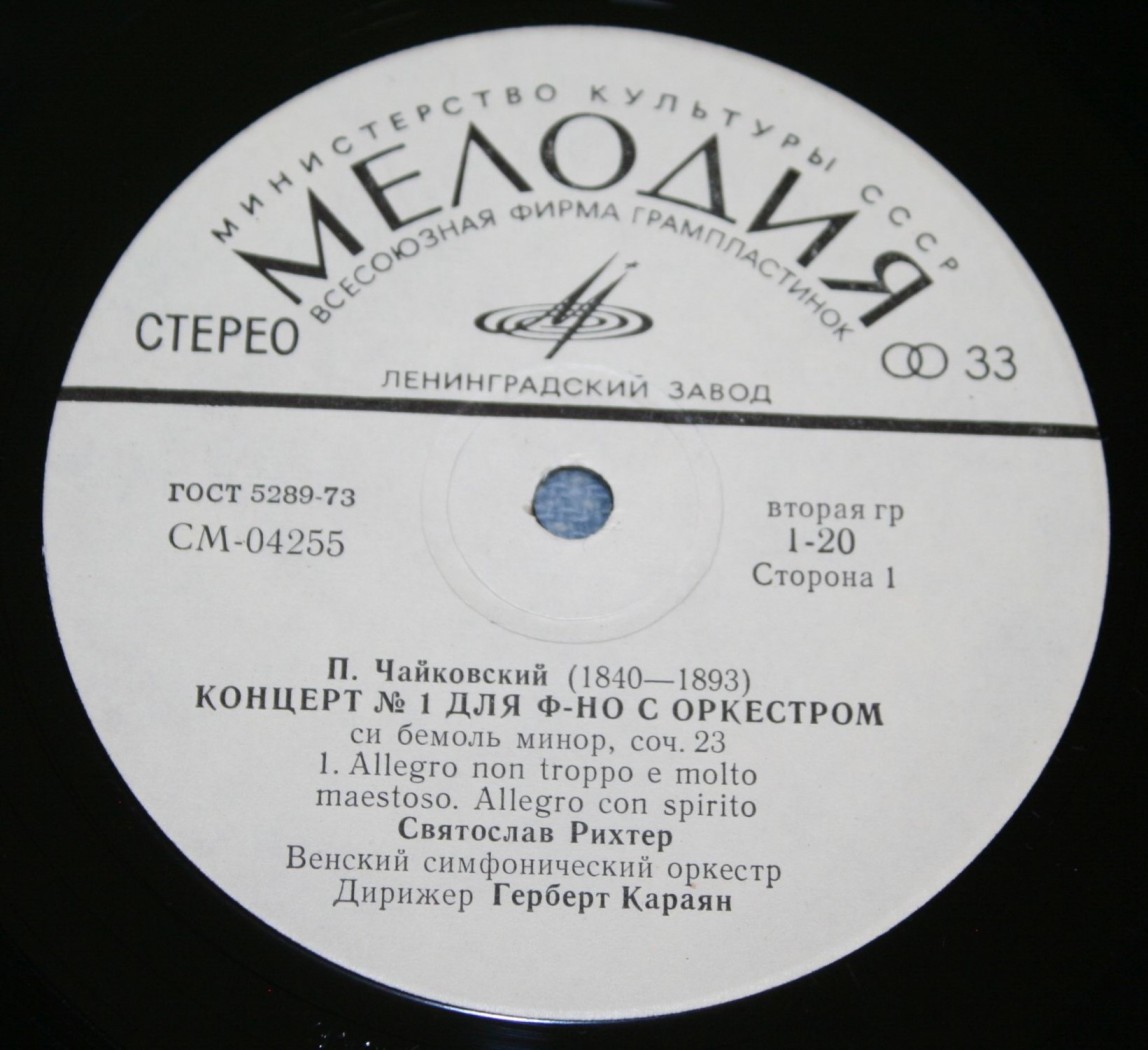 МИНИСТЕРСТВО КУЛЬТУРЫ СССР
МЕЛОДИЯ
ВСЕСОЮЗНАЯ ФИРМА ГРАМПЛАСТИНОК
СТЕРЕО
33
ЛЕНИНГРАДСКИЙ ЗАВОД
ГОСТ 5289-73
СМ-04255
вторая гр
1-20
Сторона 1
П. Чайковский (1840—1893)
КОНЦЕРТ № 1 ДЛЯ Ф-НО С ОРКЕСТРОМ
си бемоль минор, соч. 23
1. Allegro non troppo e molto
maestoso. Allegro con spirito
Святослав Рихтер
Венский симфонический оркестр
Дирижер Герберт Караян